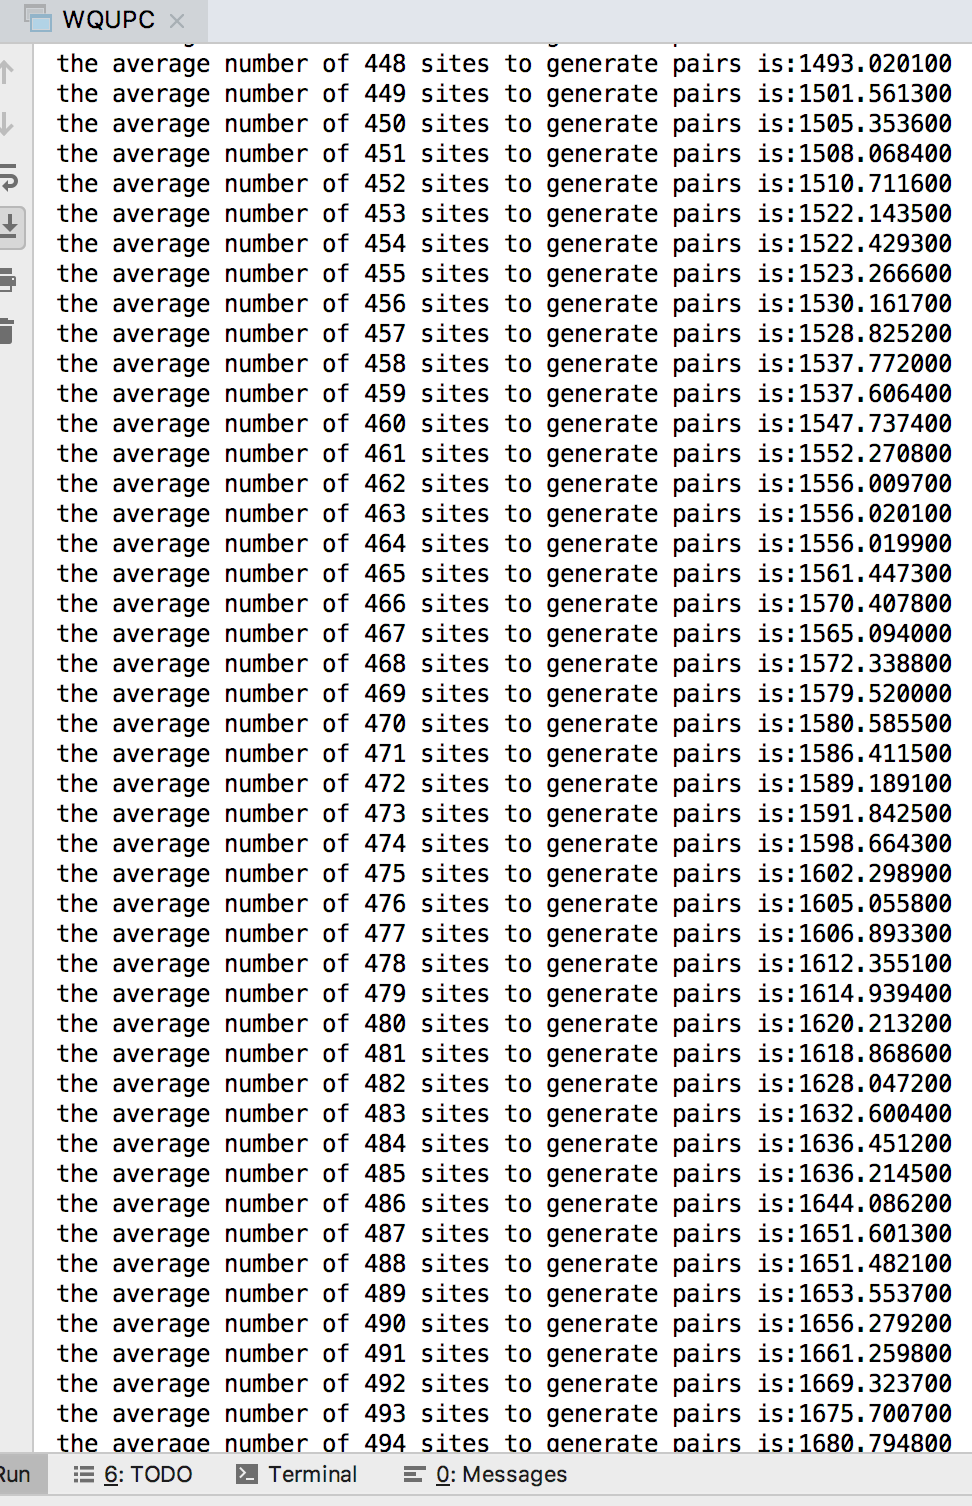 WQUPC
the average number of 448 sites to generate pairs is:1493.020100
the average number of 449 sites to generate pairs is:1501.561300
the average number of 450 sites to generate pairs is:1505.353600
the average number of 451 sites to generate pairs is:1508.068400
the average number of 452 sites to generate pairs is:1510.711600
the average number of 453 sites to generate pairs is:1522.143500
the average number of 454 sites to generate pairs is:1522.429300
the average number of 455 sites to generate pairs is:1523.266600
the average number of 456 sites to generate pairs is:1530.161700
the average number of 457 sites to generate pairs is:1528.825200
the average number of 458 sites to generate pairs is:1537.772000
the average number of 459 sites to generate pairs is:1537.606400
the average number of 460 sites to generate pairs is:1547.737400
the average number of 461 sites to generate pairs is:1552.270800
the average number of 462 sites to generate pairs is:1556.009700
the average number of 463 sites to generate pairs is:1556.020100
the average number of 464 sites to generate pairs is:1556.019900
the average number of 465 sites to generate pairs is:1561.447300
the average number of 466 sites to generate pairs is:1570.407800
the average number of 467 sites to generate pairs is:1565.094000
the average number of 468 sites to generate pairs is:1572.338800
the average number of 469 sites to generate pairs is:1579.520000
the average number of 470 sites to generate pairs is:1580.585500
the average number of 471 sites to generate pairs is:1586.411500
the average number of 472 sites to generate pairs is:1589.189100
the average number of 473 sites to generate pairs is:1591.842500
the average number of 474 sites to generate pairs is:1598.664300
the average number of 475 sites to generate pairs is:1602.298900
the average number of 476 sites to generate pairs is:1605.055800
the average number of 477 sites to generate pairs is:1606.893300
the average number of 478 sites to generate pairs is:1612.355100
the average number of 479 sites to generate pairs is:1614.939400
the average number of 480 sites to generate pairs is:1620.213200
the average number of 481 sites to generate pairs is:1618.868600
the average number of 482 sites to generate pairs is:1628.047200
the average number of 483 sites to generate pairs is:1632.600400
the average number of 484 sites to generate pairs is:1636.451200
the average number of 485 sites to generate pairs is:1636.214500
the average number of 486 sites to generate pairs is:1644.086200
the average number of 487 sites to generate pairs is:1651.601300
the average number of 488 sites to generate pairs is:1651.482100
the average number of 489 sites to generate pairs is:1653.553700
the average number of 490 sites to generate pairs is:1656.279200
the average number of 491 sites to generate pairs is:1661.259800
the average number of 492 sites to generate pairs is:1669.323700
the average number of 493 sites to generate pairs is:1675.700700
the average number of 494 sites to generate pairs is:1680.794800
Run 6: TODO Terminal 0: Messages